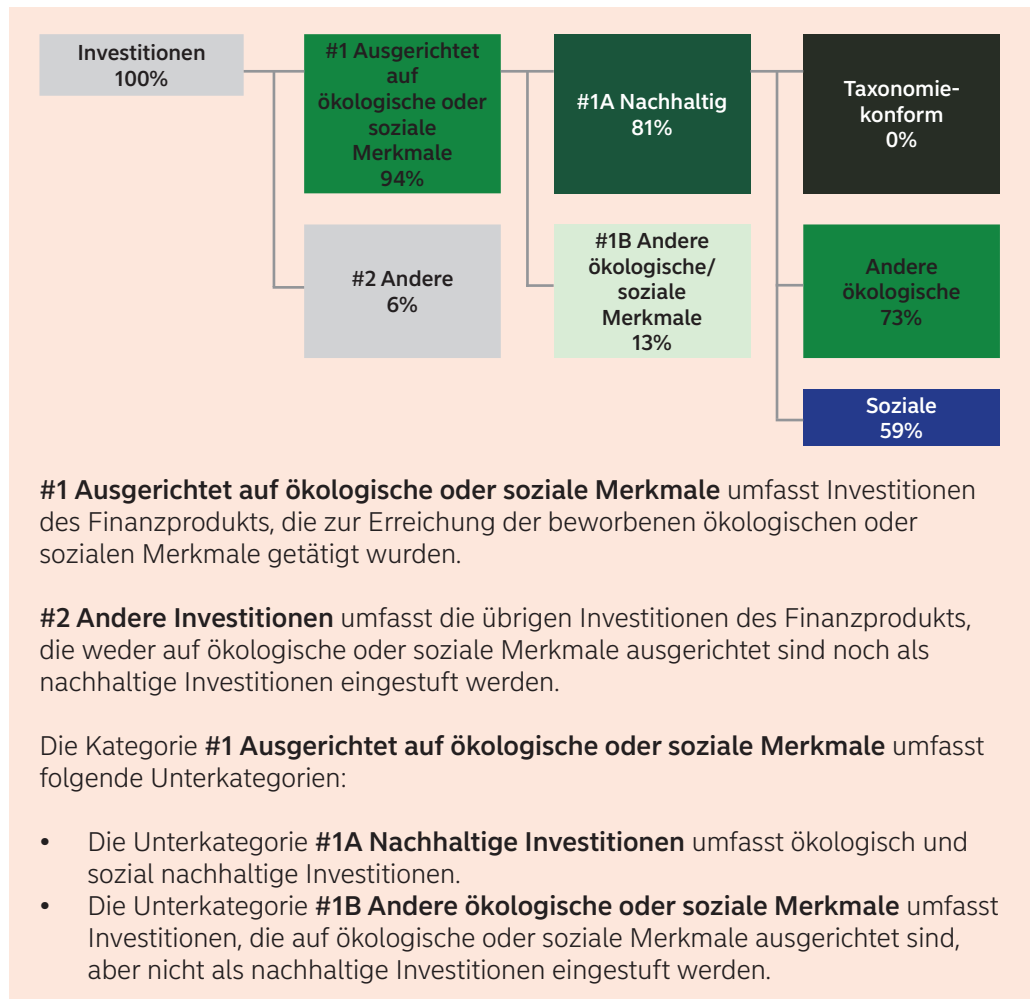 Investitionen
100%
#1 Ausgerichtet
auf
ökologische oder
soziale
Merkmale
94%
#1A Nachhaltig
81%
Taxonomie-
konform
0%
#2 Andere
6%
#1B Andere
ökologische/
soziale
Merkmale
13%
Andere
ökologische
73%
Soziale
59%
#1 Ausgerichtet auf ökologische oder soziale Merkmale umfasst Investitionen
des Finanzprodukts, die zur Erreichung der beworbenen ökologischen oder
sozialen Merkmale getätigt wurden.
#2 Andere Investitionen umfasst die übrigen Investitionen des Finanzprodukts,
die weder auf ökologische oder soziale Merkmale ausgerichtet sind noch als
nachhaltige Investitionen eingestuft werden.
Die Kategorie #1 Ausgerichtet auf ökologische oder soziale Merkmale umfasst
folgende Unterkategorien:
• Die Unterkategorie #1A Nachhaltige Investitionen umfasst ökologisch und
sozial nachhaltige Investitionen.
• Die Unterkategorie #1B Andere ökologische oder soziale Merkmale umfasst
Investitionen, die auf ökologische oder soziale Merkmale ausgerichtet sind,
aber nicht als nachhaltige Investitionen eingestuft werden.